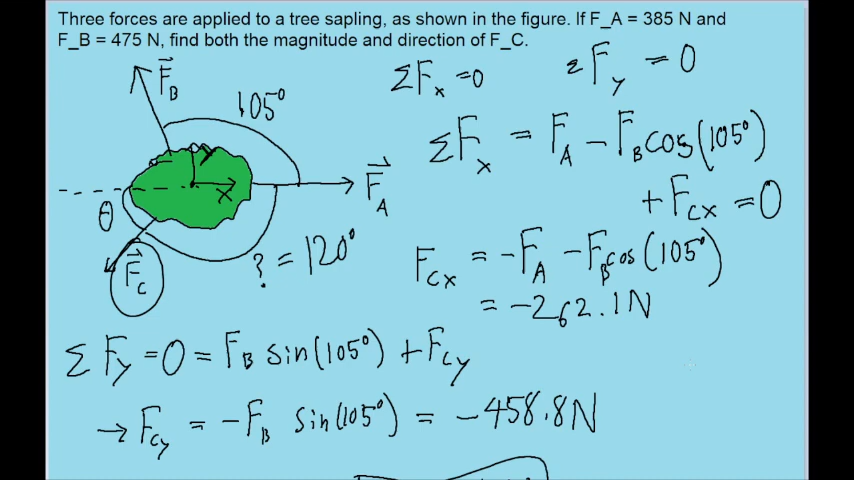 Three forces are applied to a tree sapling, as shown in the figure. If F_A = 385 N and
F_B = 475 N, find both the magnitude and direction of F_C.
ΣF_x = 0
ΣF_y = 0
F_B
105°
ΣF_x = F_A - F_B cos(105°)
+ F_Cx = 0
x
F_A
θ
F_C
? = 120°
F_Cx = -F_A - F_B cos(105°)
= -262.1N
ΣF_y = 0 = F_B sin(105°) + F_Cy
→ F_Cy = -F_B sin(105°) = -458.8N